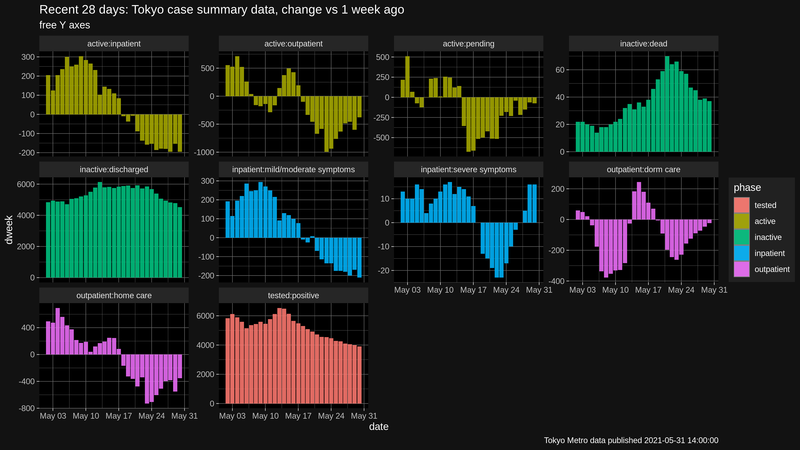 Recent 28 days: Tokyo case summary data, change vs 1 week ago
free Y axes
active:inpatient
active:outpatient
active:pending
inactive:dead
300
200
100
0
-100
-200
500
0
-500
-1000
500
250
0
-250
-500
60
40
20
0
inactive:discharged
inpatient:mild/moderate symptoms
inpatient:severe symptoms
outpatient:dorm care
6000
4000
2000
0
300
200
100
0
-100
-200
10
0
-10
-20
200
0
-200
-400
May 03 May 10 May 17 May 24 May 31
May 03 May 10 May 17 May 24 May 31
outpatient:home care
tested:positive
400
0
-400
-800
6000
4000
2000
0
May 03 May 10 May 17 May 24 May 31
May 03 May 10 May 17 May 24 May 31
dweek
date
phase
tested
active
inactive
inpatient
outpatient
Tokyo Metro data published 2021-05-31 14:00:00